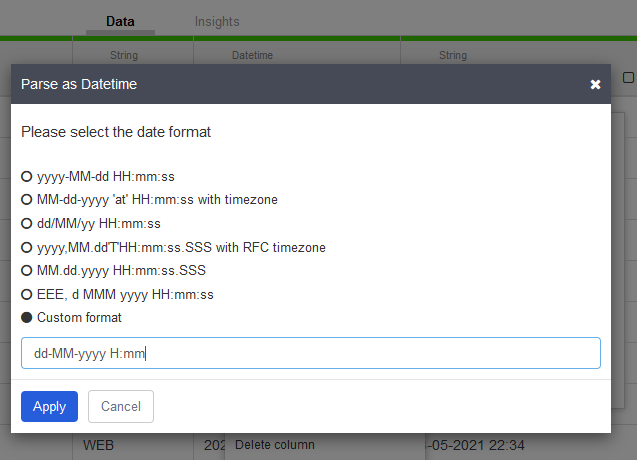 Data Insights
String Datetime String
Parse as Datetime ✖
Please select the date format
yyyy-MM-dd HH:mm:ss
MM-dd-yyyy 'at' HH:mm:ss with timezone
dd/MM/yy HH:mm:ss
yyyy,MM.dd'T'HH:mm:ss.SSS with RFC timezone
MM.dd.yyyy HH:mm:ss.SSS
EEE, d MMM yyyy HH:mm:ss
Custom format
dd-MM-yyyy H:mm
Apply Cancel
WEB 202 Delete column -05-2021 22:34